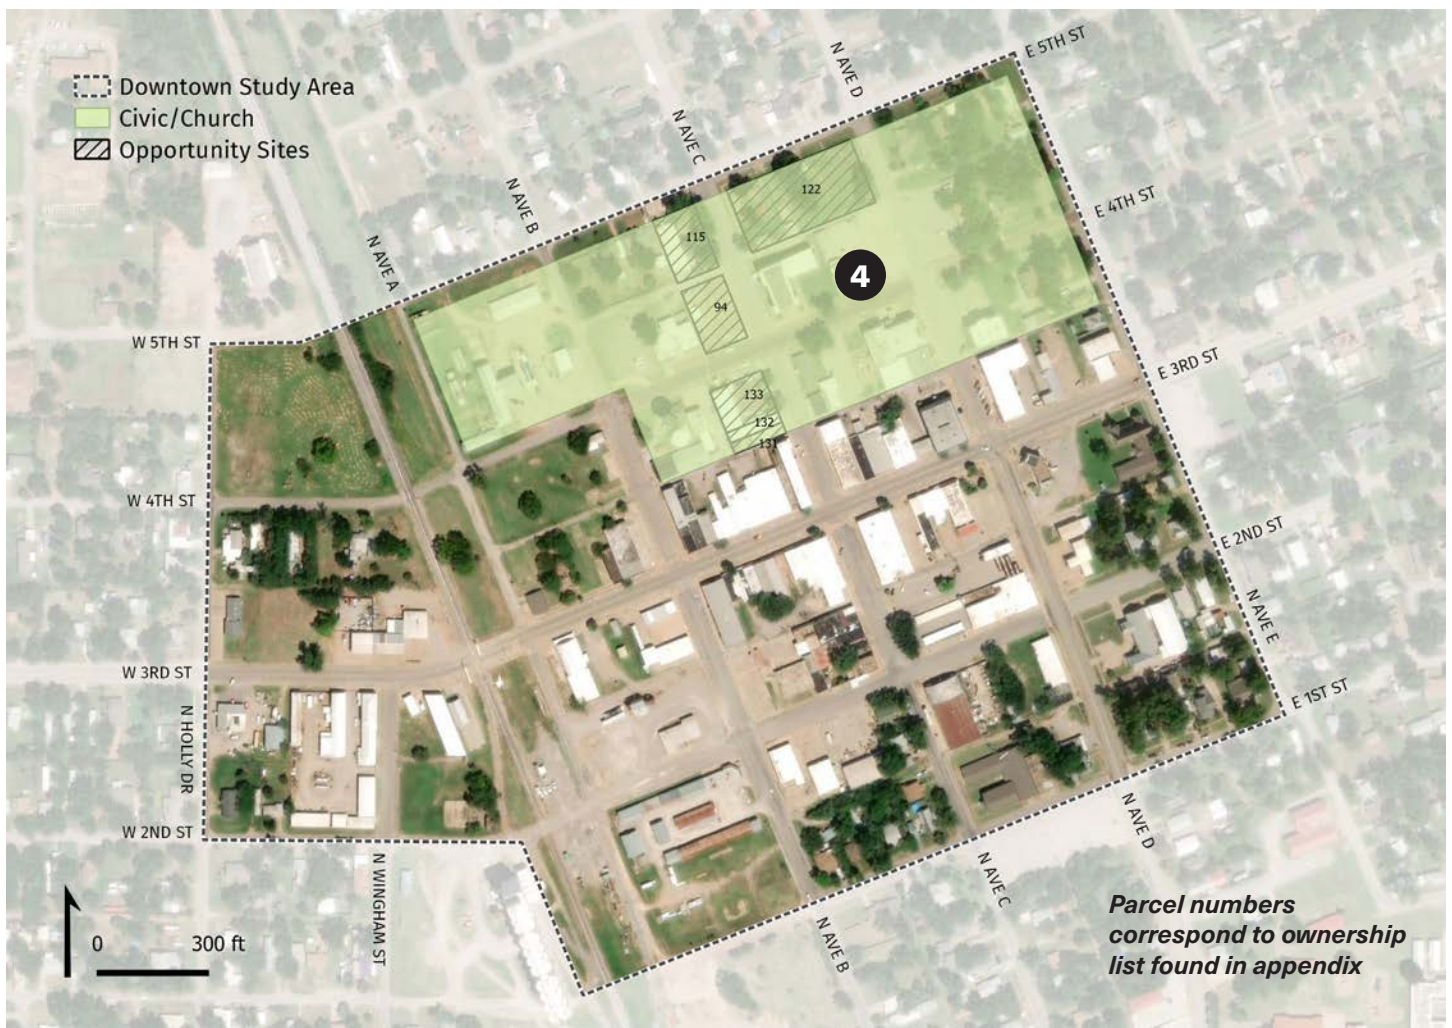 Downtown Study Area
Civic/Church
Opportunity Sites
E 5TH ST
N AVE D
N AVE C
N AVE B
N AVE A
E 4TH ST
122
115
94
4
W 5TH ST
E 3RD ST
133
132
131
W 4TH ST
E 2ND ST
N AVE E
W 3RD ST
E 1ST ST
N HOLLY DR
W 2ND ST
N WINGHAM ST
N AVE D
N AVE C
N AVE B
0 300 ft
Parcel numbers
correspond to ownership
list found in appendix